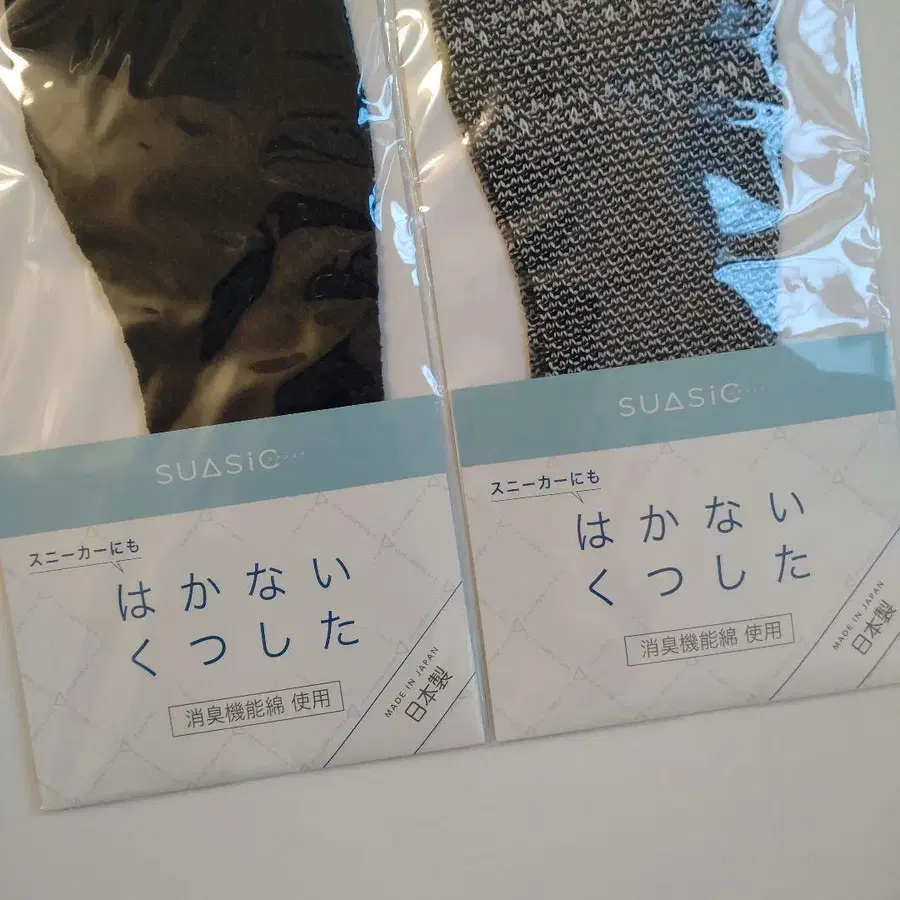 SUASiC
スニーカーにも
はかない
くつした
消臭機能綿 使用
MADE IN JAPAN
日本製
SUASiC
スニーカーにも
はかない
くつした
消臭機能綿 使用
MADE IN JAPAN
日本製